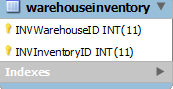 warehouseinventory
INVWarehouseID INT(11)
INVInventoryID INT(11)
Indexes